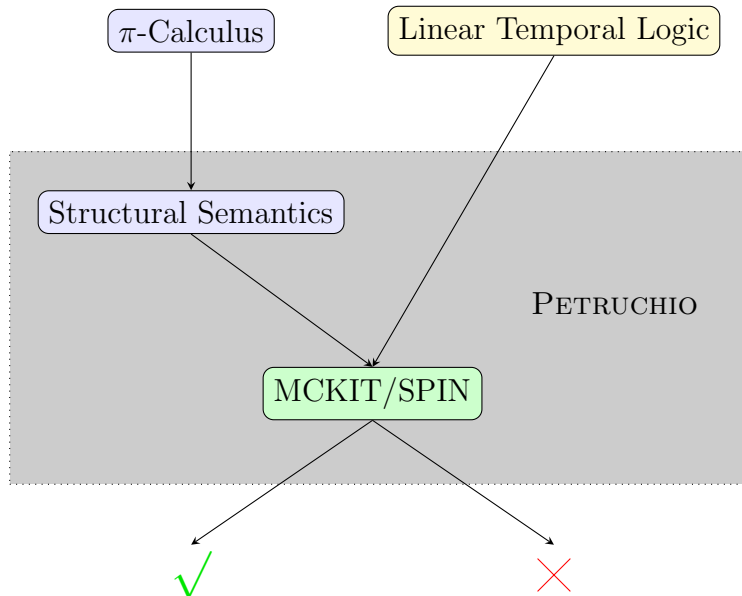 π-Calculus
Linear Temporal Logic
Structural Semantics
PETRUCHIO
MCKIT/SPIN
√
×